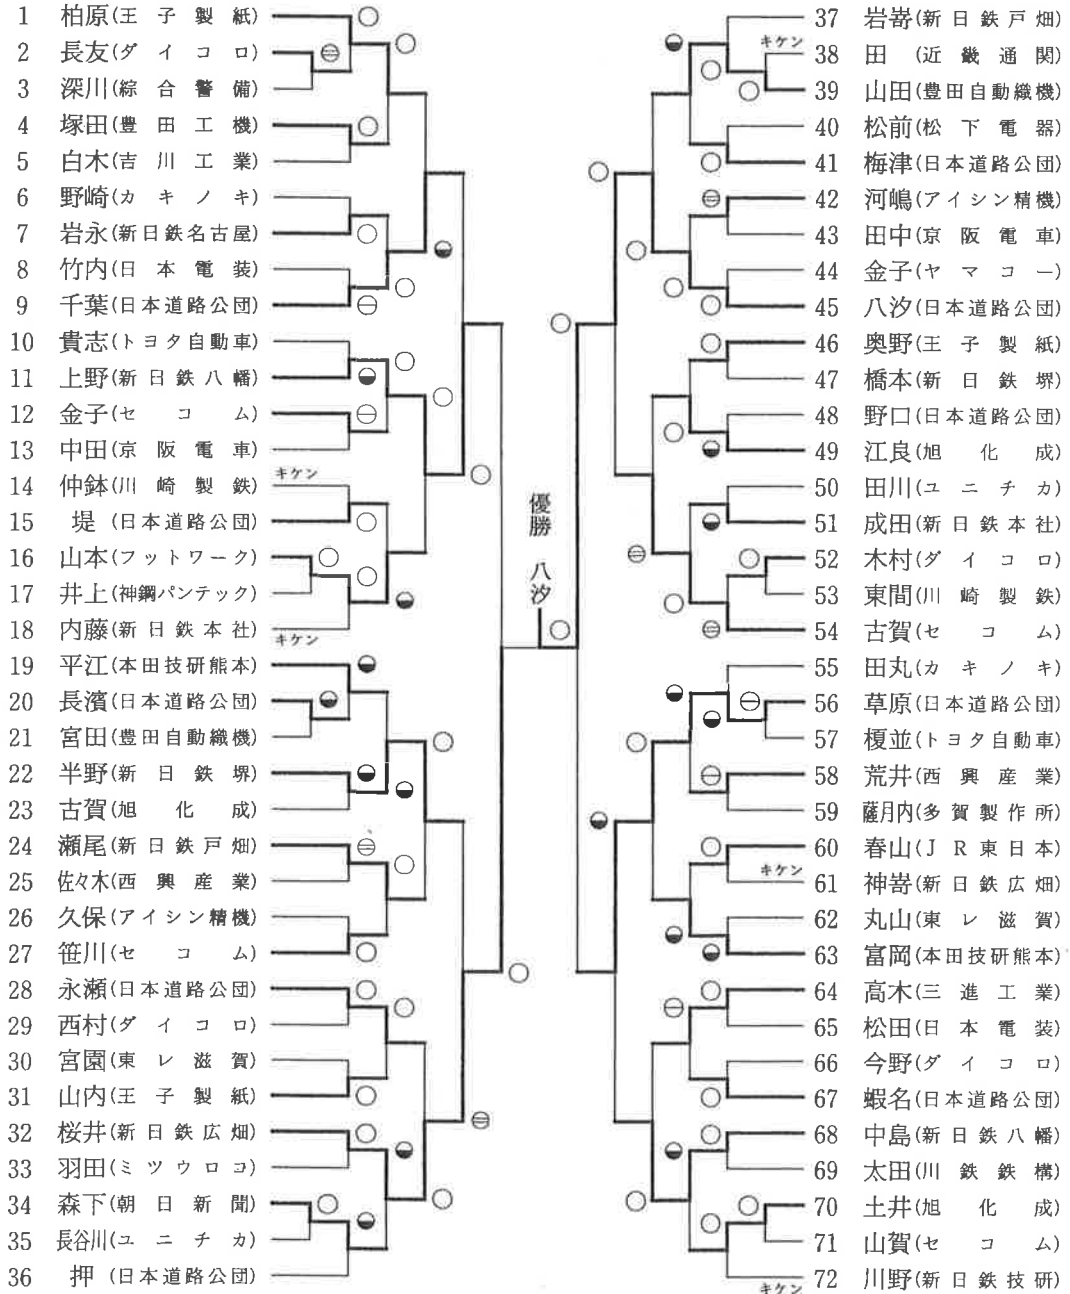 1 柏原(王子製紙)
2 長友(ダイコロ)
3 深川(綜合警備)
4 塚田(豊田工機)
5 白木(吉川工業)
6 野崎(カキノキ)
7 岩永(新日鉄名古屋)
8 竹内(日本電装)
9 千葉(日本道路公団)
10 貴志(トヨタ自動車)
11 上野(新日鉄八幡)
12 金子(セコム)
13 中田(京阪電車)
キケン
14 仲鉢(川崎製鉄)
15 堤(日本道路公団)
16 山本(フットワーク)
17 井上(神鋼パンテック)
18 内藤(新日鉄本社)
キケン
19 平江(本田技研熊本)
20 長濱(日本道路公団)
21 宮田(豊田自動織機)
22 半野(新日鉄堺)
23 古賀(旭化成)
24 瀬尾(新日鉄戸畑)
25 佐々木(西興産業)
26 久保(アイシン精機)
27 笹川(セコム)
28 永瀬(日本道路公団)
29 西村(ダイコロ)
30 宮園(東レ滋賀)
31 山内(王子製紙)
32 桜井(新日鉄広畑)
33 羽田(ミツウロコ)
34 森下(朝日新聞)
35 長谷川(ユニチカ)
36 押(日本道路公団)
優勝 八汐
37 岩嵜(新日鉄戸畑)
キケン
38 田(近畿通関)
39 山田(豊田自動織機)
40 松前(松下電器)
41 梅津(日本道路公団)
42 河嶋(アイシン精機)
43 田中(京阪電車)
44 金子(ヤマコー)
45 八汐(日本道路公団)
46 奥野(王子製紙)
47 橋本(新日鉄堺)
48 野口(日本道路公団)
49 江良(旭化成)
50 田川(ユニチカ)
51 成田(新日鉄本社)
52 木村(ダイコロ)
53 東間(川崎製鉄)
54 古賀(セコム)
55 田丸(カキノキ)
56 草原(日本道路公団)
57 榎並(トヨタ自動車)
58 荒井(西興産業)
59 薩月内(多賀製作所)
60 春山(JR東日本)
キケン
61 神嵜(新日鉄広畑)
62 丸山(東レ滋賀)
63 富岡(本田技研熊本)
64 高木(三進工業)
65 松田(日本電装)
66 今野(ダイコロ)
67 蝦名(日本道路公団)
68 中島(新日鉄八幡)
69 太田(川鉄鉄構)
70 土井(旭化成)
71 山賀(セコム)
キケン
72 川野(新日鉄技研)